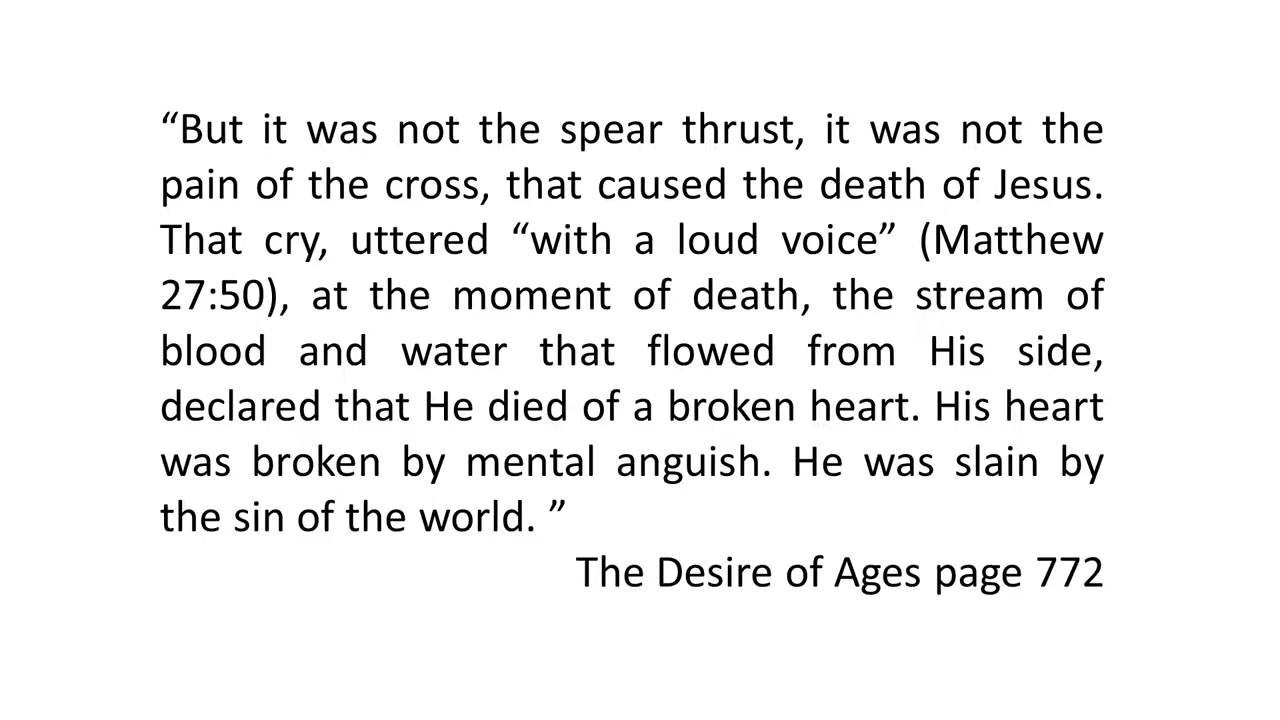 “But it was not the spear thrust, it was not the
pain of the cross, that caused the death of Jesus.
That cry, uttered “with a loud voice” (Matthew
27:50), at the moment of death, the stream of
blood and water that flowed from His side,
declared that He died of a broken heart. His heart
was broken by mental anguish. He was slain by
the sin of the world. ”
The Desire of Ages page 772